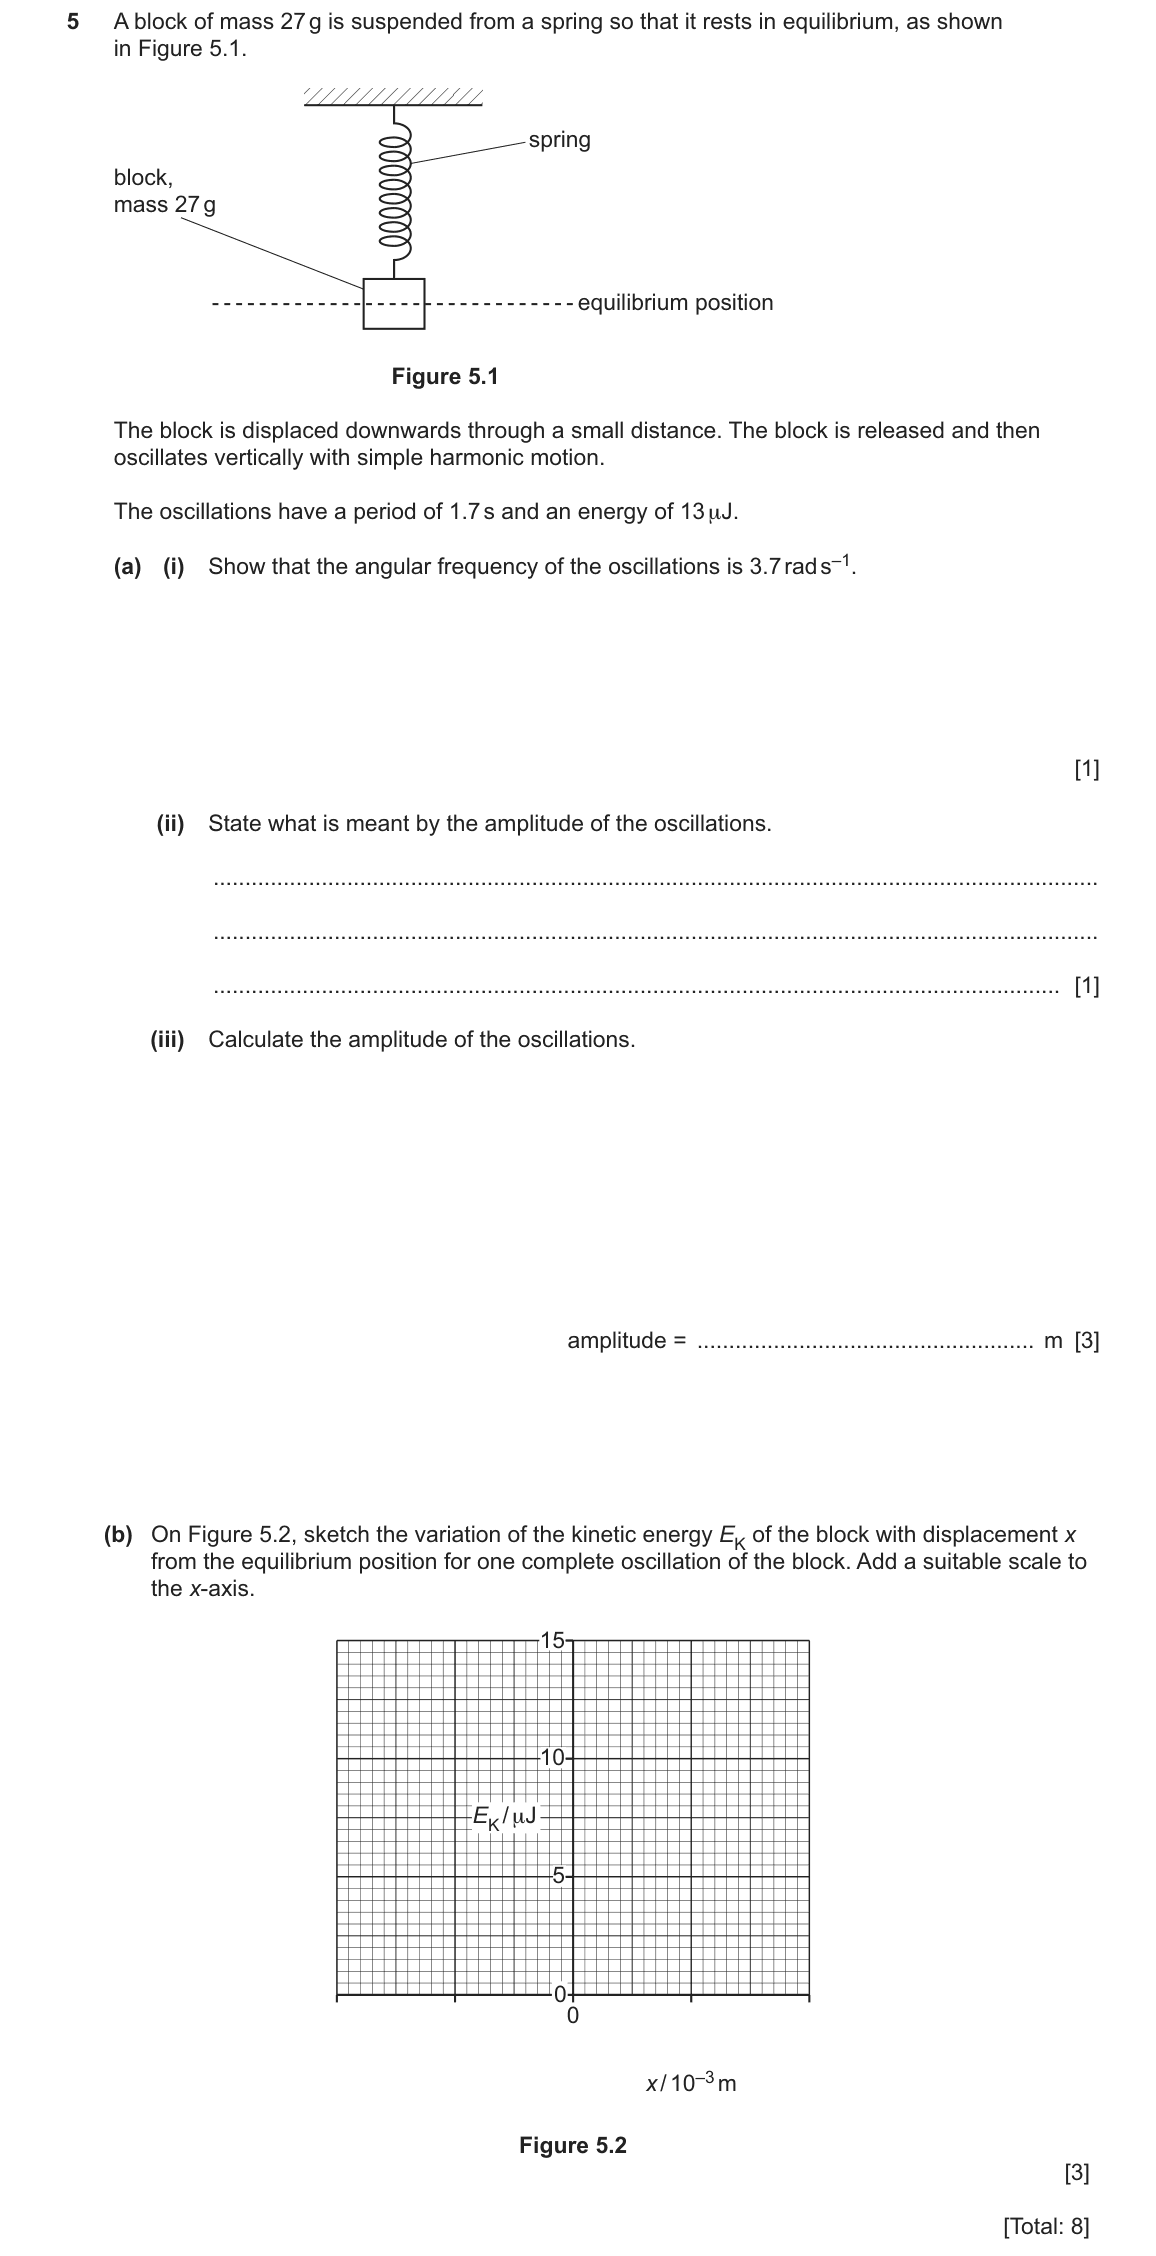 5 A block of mass 27 g is suspended from a spring so that it rests in equilibrium, as shown
in Figure 5.1.
spring
block,
mass 27 g
equilibrium position
Figure 5.1
The block is displaced downwards through a small distance. The block is released and then
oscillates vertically with simple harmonic motion.
The oscillations have a period of 1.7 s and an energy of 13 μJ.
(a) (i) Show that the angular frequency of the oscillations is 3.7 rad s⁻¹.
[1]
(ii) State what is meant by the amplitude of the oscillations.
[1]
(iii) Calculate the amplitude of the oscillations.
amplitude = ...................................................... m [3]
(b) On Figure 5.2, sketch the variation of the kinetic energy E_K of the block with displacement x
from the equilibrium position for one complete oscillation of the block. Add a suitable scale to
the x-axis.
15
10
E_K / μJ
5
0
0
x / 10⁻³ m
Figure 5.2
[3]
[Total: 8]